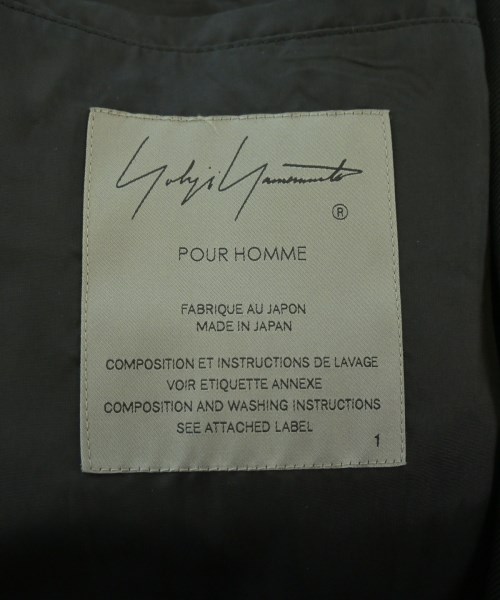 Yohji Yamamoto
®
POUR HOMME
FABRIQUE AU JAPON
MADE IN JAPAN
COMPOSITION ET INSTRUCTIONS DE LAVAGE
VOIR ETIQUETTE ANNEXE
COMPOSITION AND WASHING INSTRUCTIONS
SEE ATTACHED LABEL
1